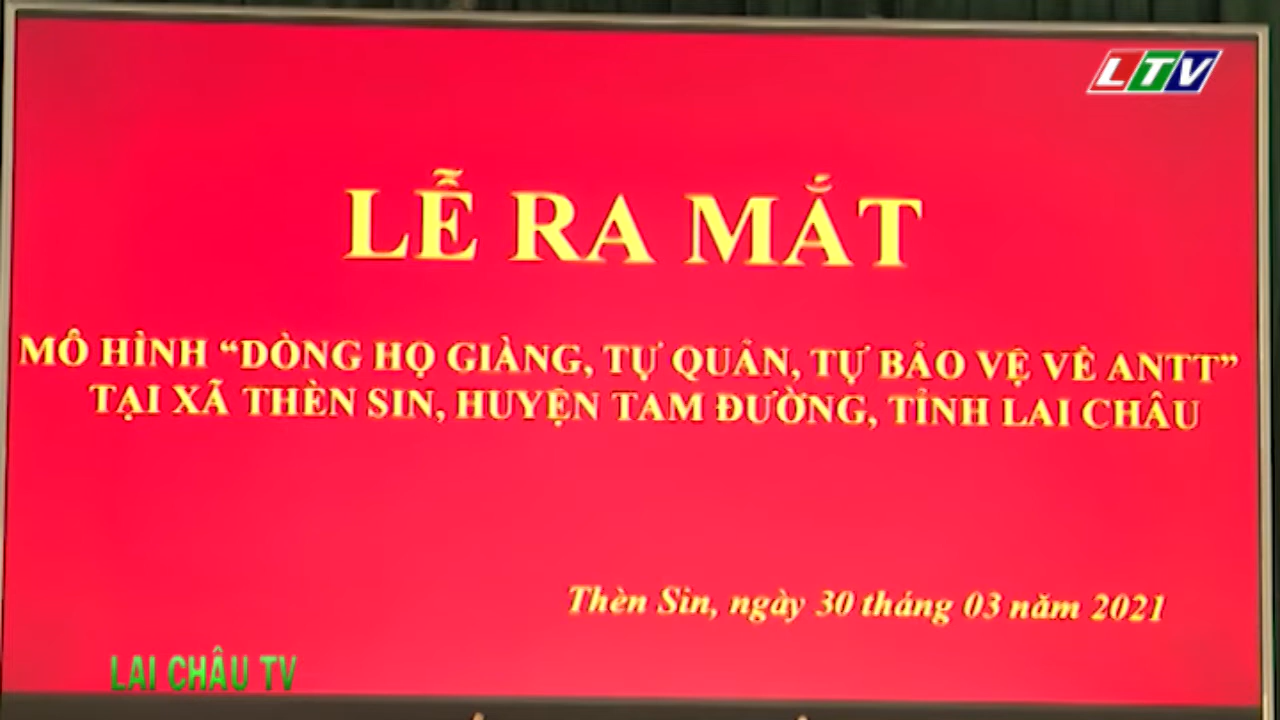 LTV
LỄ RA MẮT
MÔ HÌNH “DÒNG HỌ GIÀNG, TỰ QUẢN, TỰ BẢO VỆ VỀ ANTT”
TẠI XÃ THÈN SIN, HUYỆN TAM ĐƯỜNG, TỈNH LAI CHÂU
Thèn Sin, ngày 30 tháng 03 năm 2021
LAI CHÂU TV